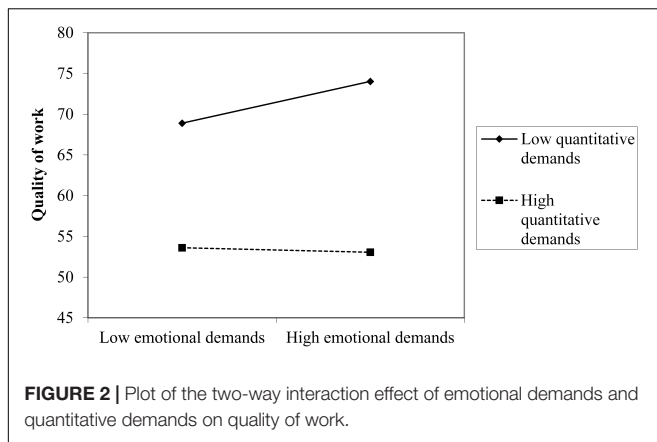 80
75
70
65
60
55
50
45
Quality of work
Low emotional demands
High emotional demands
Low quantitative
demands
High
quantitative
demands
FIGURE 2 | Plot of the two-way interaction effect of emotional demands and
quantitative demands on quality of work.